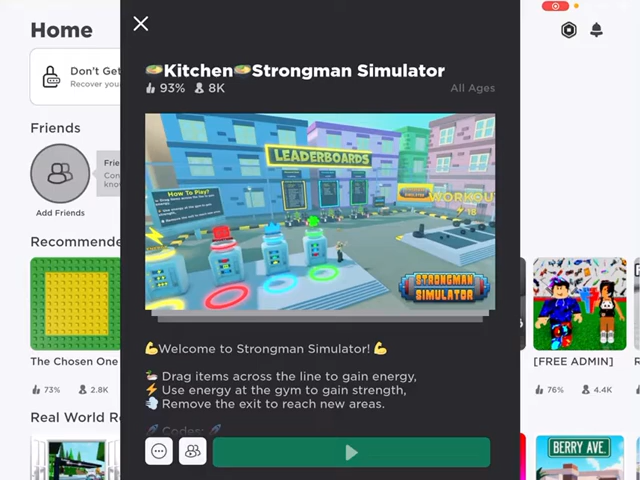 Home
Don't Get
Recover your
Friends
Frie
Con
know
Add Friends
Recommende
The Chosen One
73% 2.8K
Real World R
🥘Kitchen🥘Strongman Simulator
93% 8K
All Ages
LEADERBOARDS
How To Play!
WORKOUT
18
STRONGMAN
SIMULATOR
💪Welcome to Strongman Simulator! 💪
Drag items across the line to gain energy,
⚡ Use energy at the gym to gain strength,
💨 Remove the exit to reach new areas.
Codes:
[FREE ADMIN]
76% 4.4K
BERRY AVE.